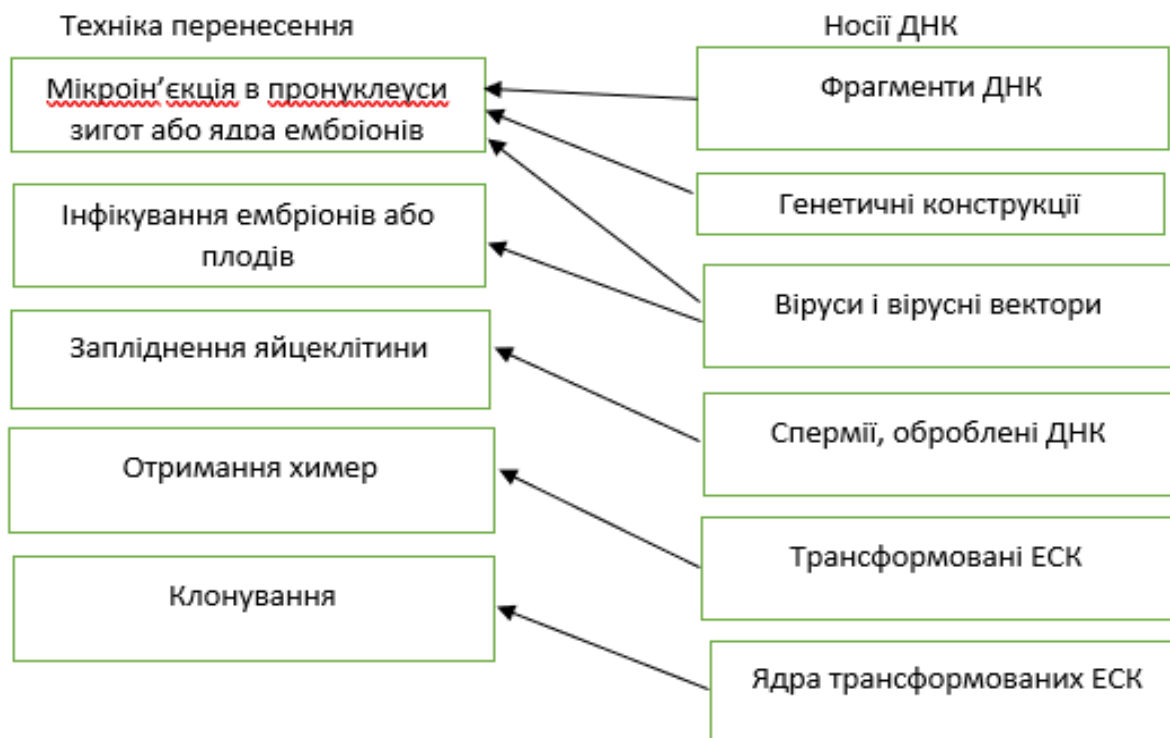 Техніка перенесення
Носії ДНК
Мікроін’єкція в пронуклеуси
зигот або ядра ембріонів
Фрагменти ДНК
Генетичні конструкції
Інфікування ембріонів або
плодів
Віруси і вірусні вектори
Запліднення яйцеклітини
Спермії, оброблені ДНК
Отримання химер
Трансформовані ЕСК
Клонування
Ядра трансформованих ЕСК